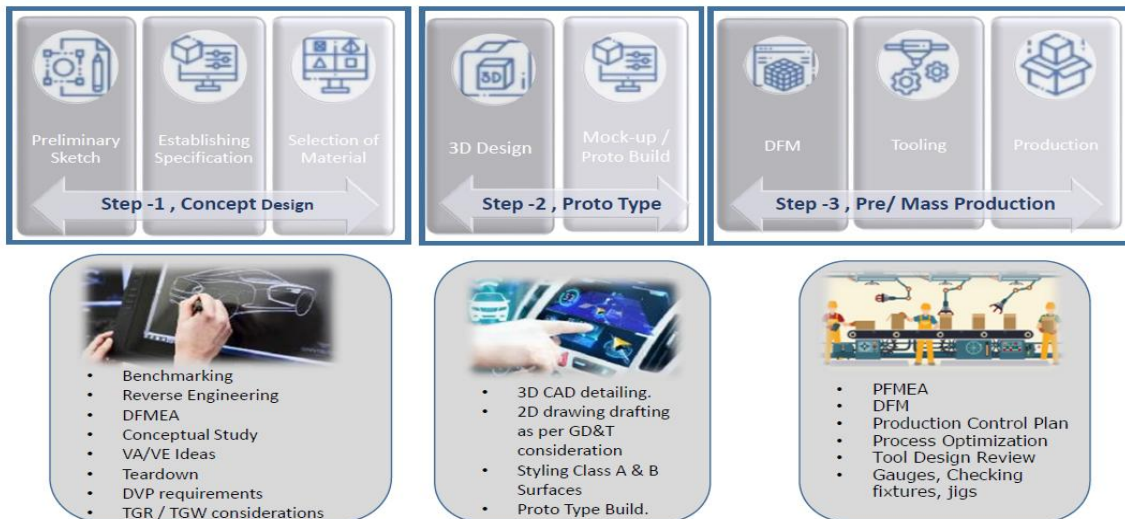 Preliminary
Sketch
Establishing
Specification
Selection of
Material
Step -1 , Concept Design
3D
3D Design
Mock-up /
Proto Build
Step -2 , Proto Type
DFM
Tooling
Production
Step -3 , Pre/ Mass Production
• Benchmarking
• Reverse Engineering
• DFMEA
• Conceptual Study
• VA/VE Ideas
• Teardown
• DVP requirements
• TGR / TGW considerations
• 3D CAD detailing.
• 2D drawing drafting
as per GD&T
consideration
• Styling Class A & B
Surfaces
• Proto Type Build.
• PFMEA
• DFM
• Production Control Plan
• Process Optimization
• Tool Design Review
• Gauges, Checking
fixtures, jigs